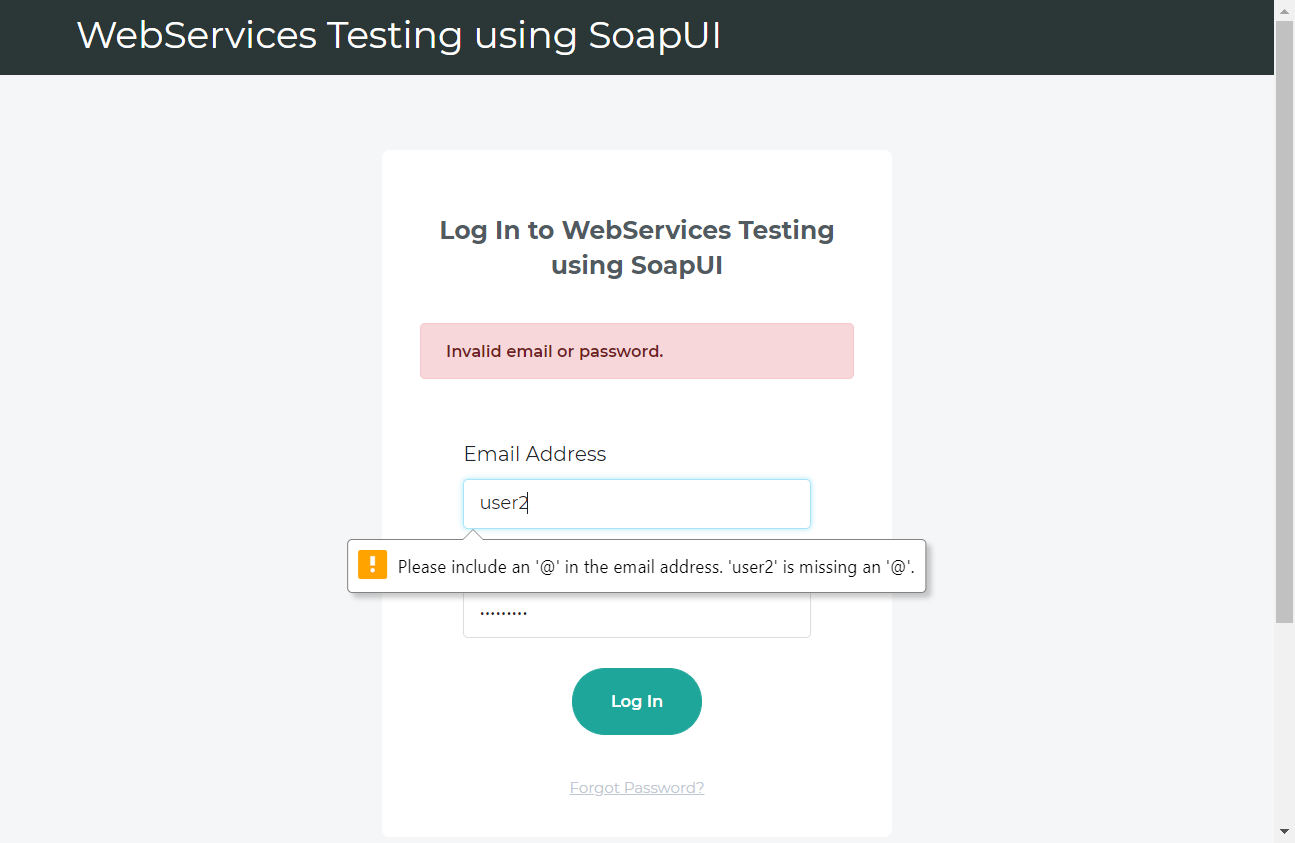 WebServices Testing using SoapUI
Log In to WebServices Testing
using SoapUI
Invalid email or password.
Email Address
user2
Please include an '@' in the email address. 'user2' is missing an '@'.
•••••••••
Log In
Forgot Password?